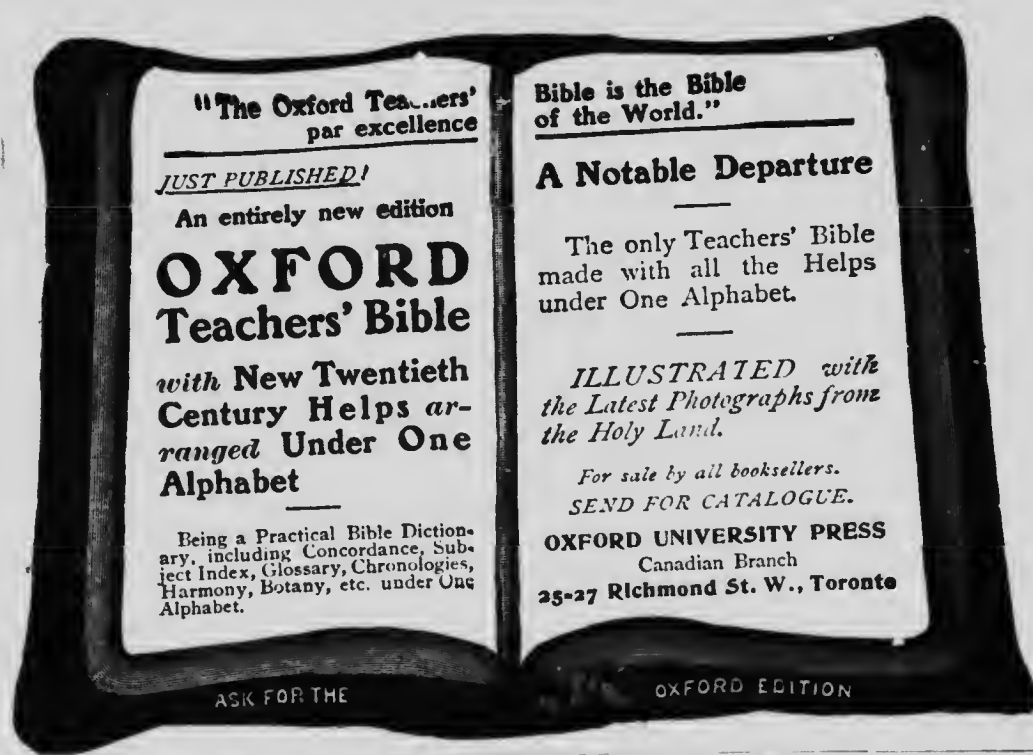 "The Oxford Teachers'
par excellence
JUST PUBLISHED!
An entirely new edition
OXFORD
Teachers' Bible
with New Twentieth
Century Helps ar-
ranged Under One
Alphabet
Being a Practical Bible Diction-
ary, including Concordance, Sub-
ject Index, Glossary, Chronologies,
Harmony, Botany, etc. under One
Alphabet.
ASK FOR THE
Bible is the Bible
of the World."
A Notable Departure
The only Teachers' Bible
made with all the Helps
under One Alphabet.
ILLUSTRATED with
the Latest Photographs from
the Holy Land.
For sale by all booksellers.
SEND FOR CATALOGUE.
OXFORD UNIVERSITY PRESS
Canadian Branch
25-27 Richmond St. W., Toronto
OXFORD EDITION